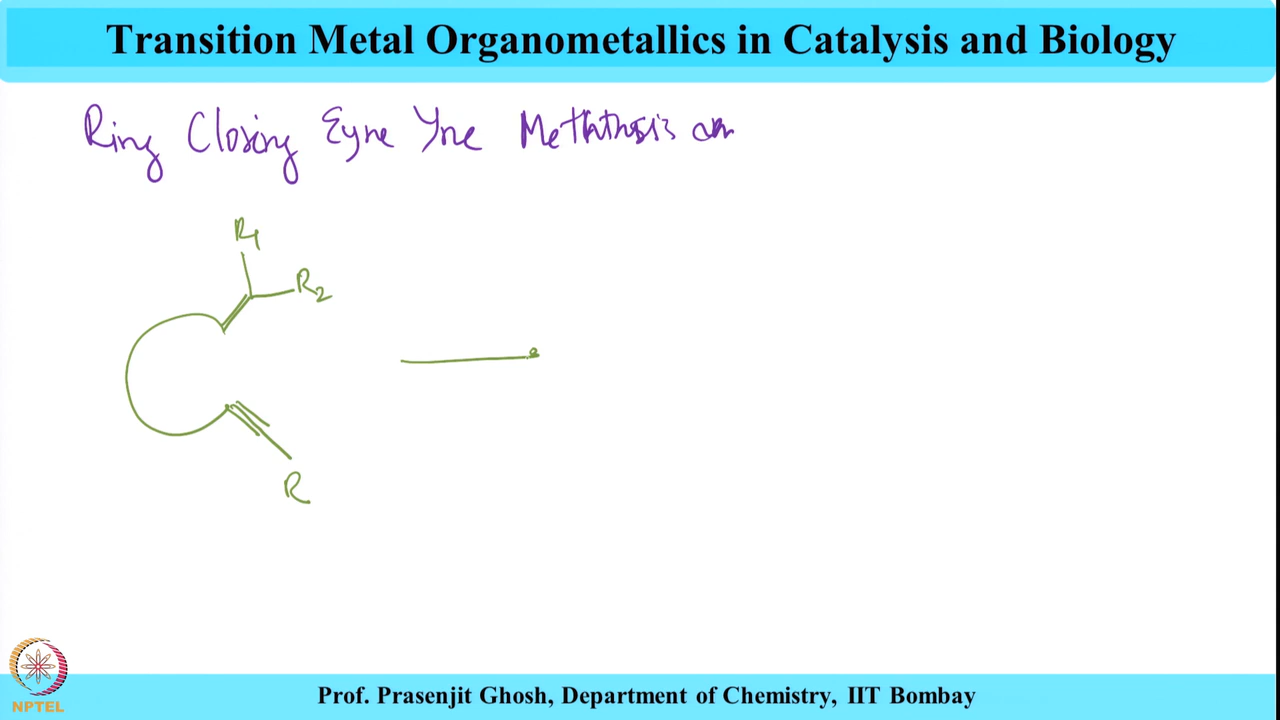 Transition Metal Organometallics in Catalysis and Biology
Ring Closing Eyne Yne Meththosis
R1
R2
R
Prof. Prasenjit Ghosh, Department of Chemistry, IIT Bombay
NPTEL